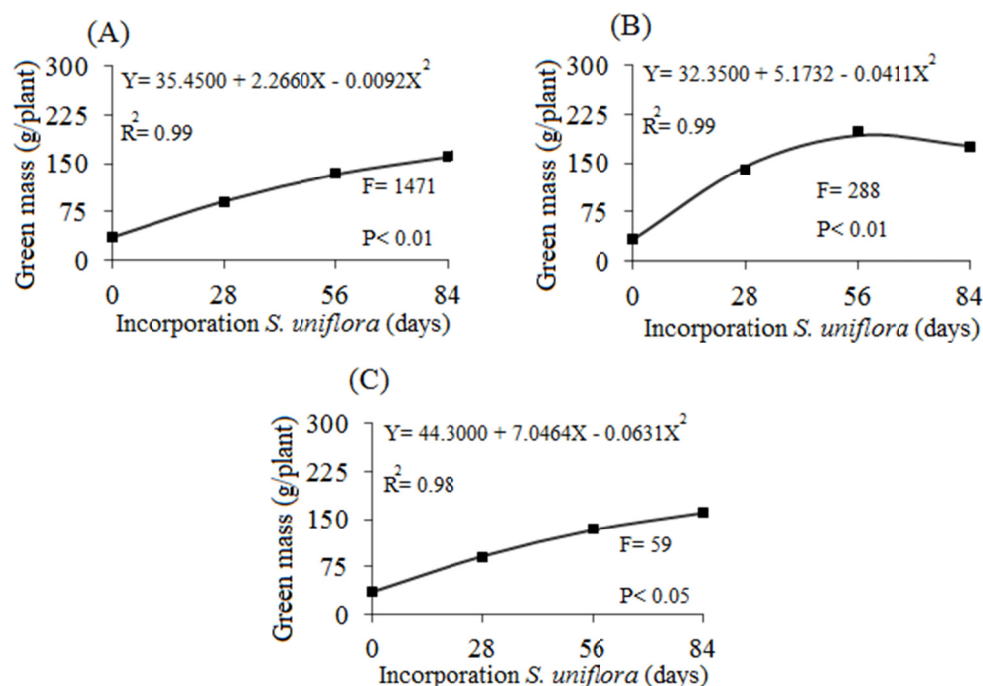 (A)
Green mass (g/plant)
300
225
150
75
0
Y= 35.4500 + 2.2660X - 0.0092X²
R²= 0.99
F= 1471
P< 0.01
0 28 56 84
Incorporation S. uniflora (days)
(B)
Green mass (g/plant)
300
225
150
75
0
Y= 32.3500 + 5.1732 - 0.0411X²
R²= 0.99
F= 288
P< 0.01
0 28 56 84
Incorporation S. uniflora (days)
(C)
Green mass (g/plant)
300
225
150
75
0
Y= 44.3000 + 7.0464X - 0.0631X²
R²= 0.98
F= 59
P< 0.05
0 28 56 84
Incorporation S. uniflora (days)